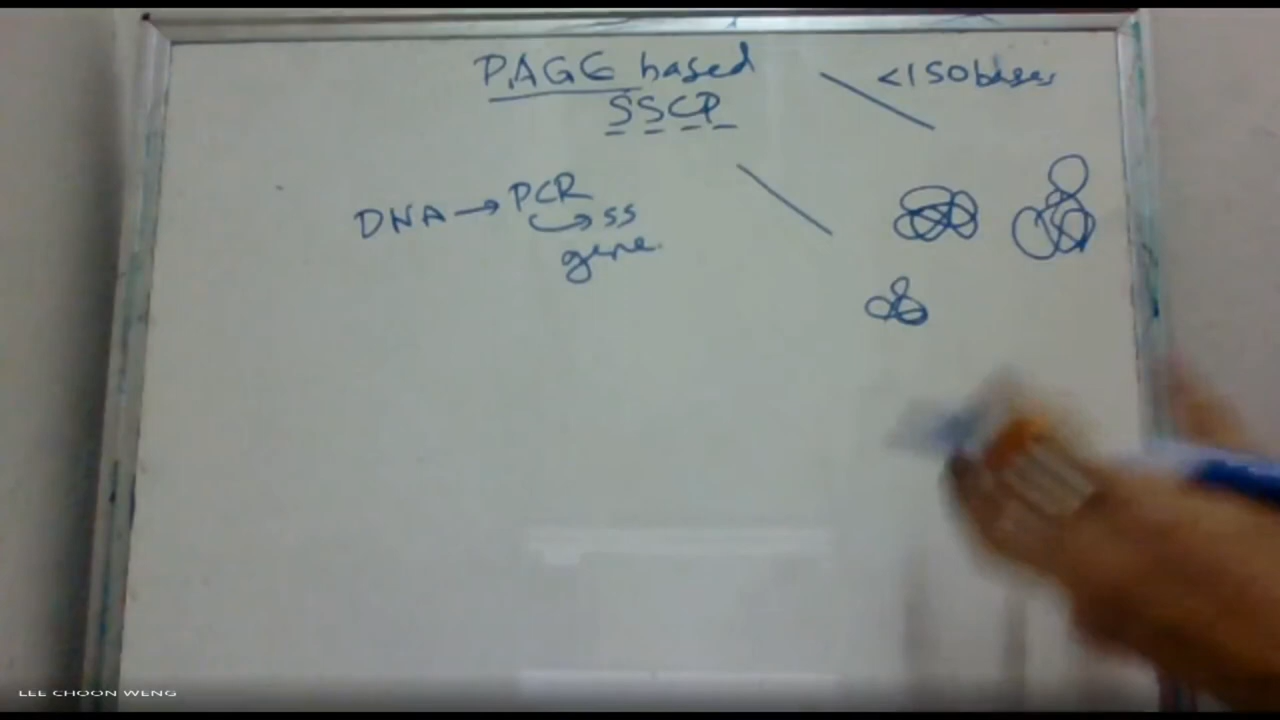 PAGE based
SSCP
<150 bases
DNA → PCR
→ ss
gene
LEE CHOON WENG